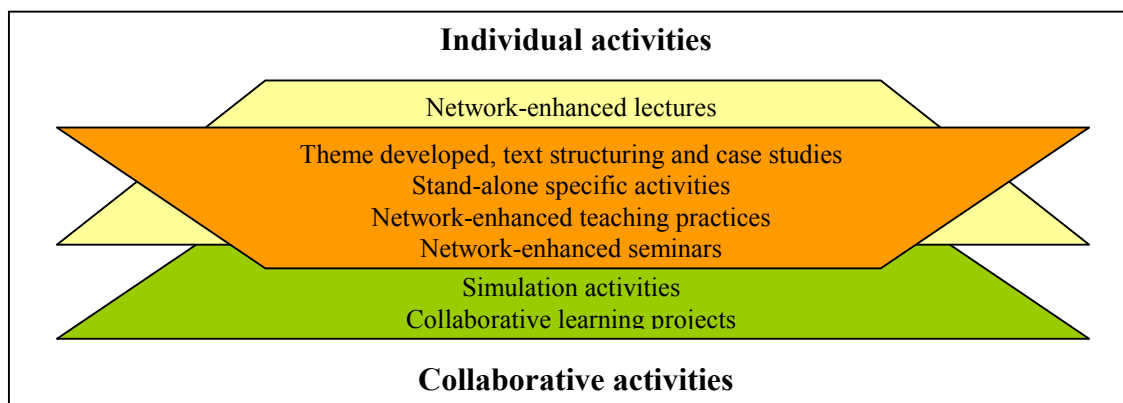 Individual activities
Network-enhanced lectures
Theme developed, text structuring and case studies
Stand-alone specific activities
Network-enhanced teaching practices
Network-enhanced seminars
Simulation activities
Collaborative learning projects
Collaborative activities